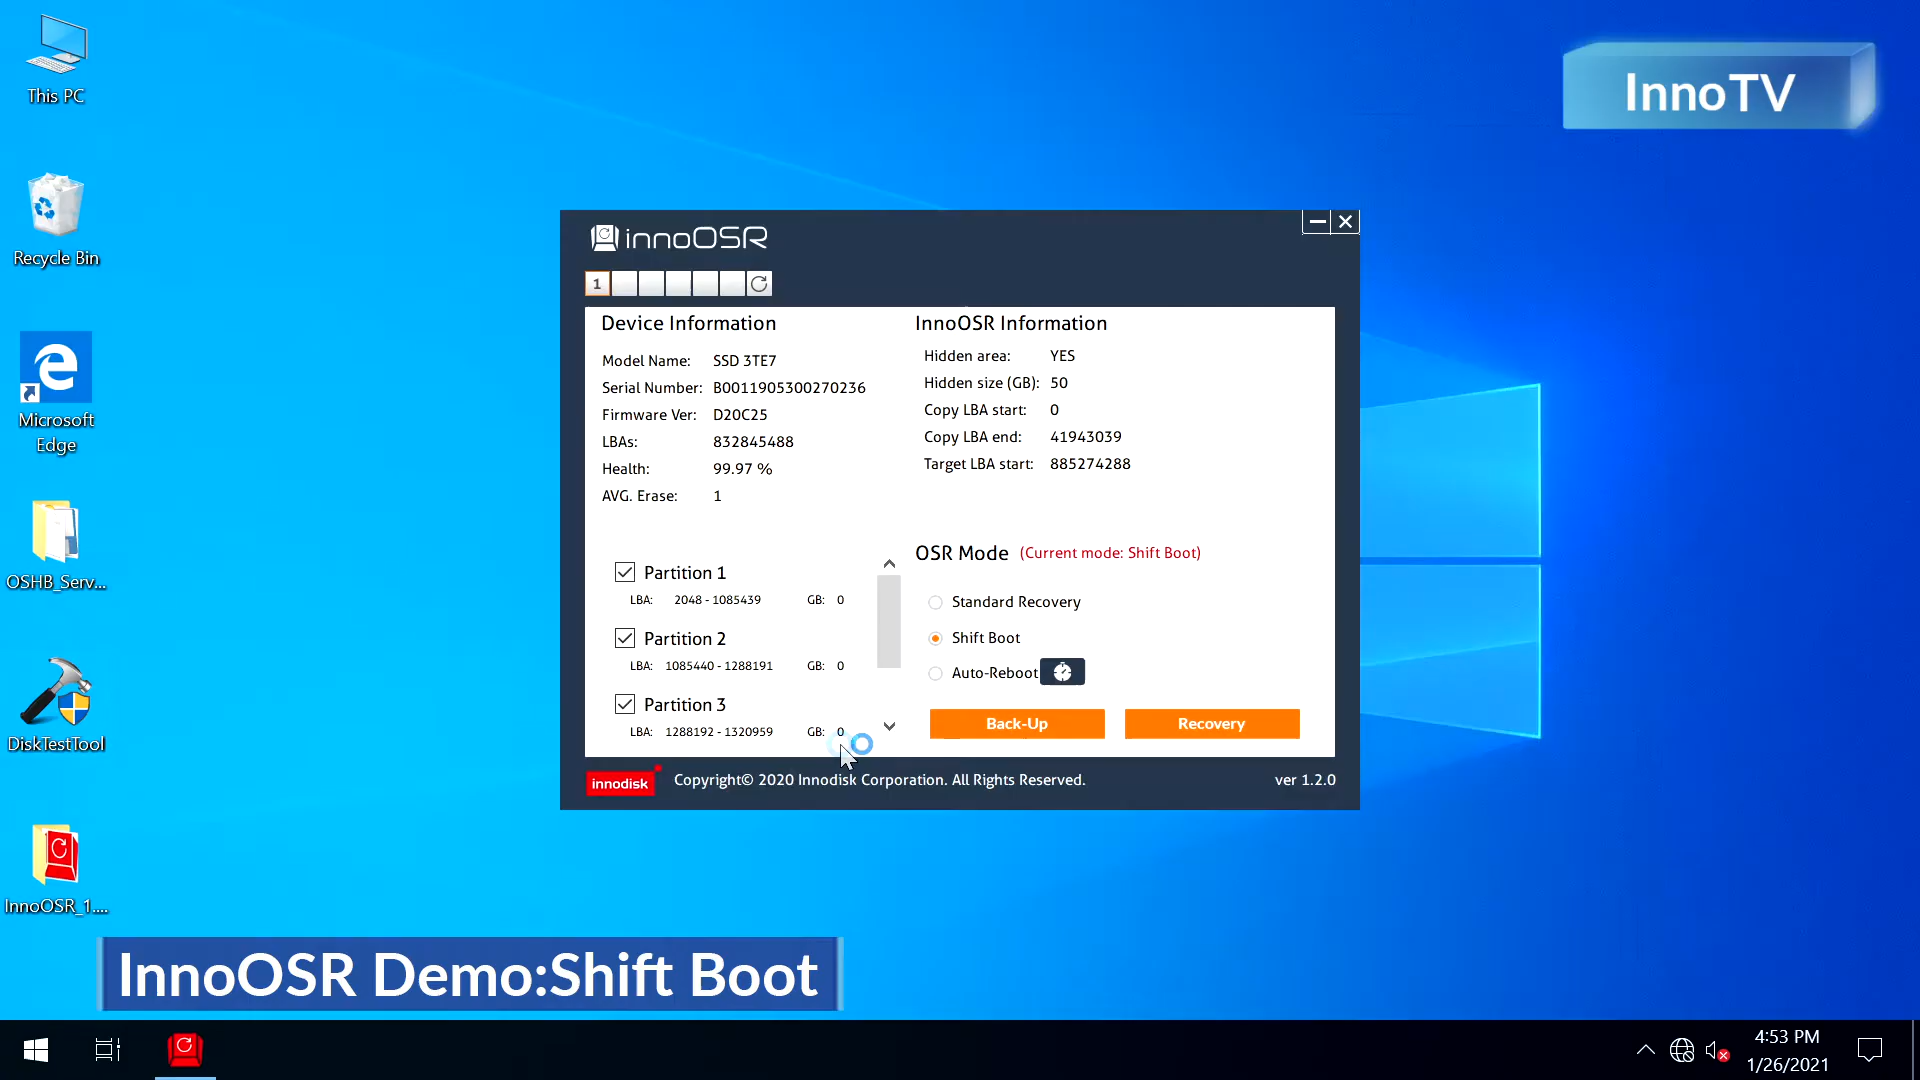 This PC
Recycle Bin
Microsoft
Edge
OSHB_Serv...
DiskTestTool
InnoOSR_1....
InnoTV
innoOSR
1
Device Information
Model Name: SSD 3TE7
Serial Number: B0011905300270236
Firmware Ver: D20C25
LBAs: 832845488
Health: 99.97 %
AVG. Erase: 1
InnoOSR Information
Hidden area: YES
Hidden size (GB): 50
Copy LBA start: 0
Copy LBA end: 41943039
Target LBA start: 885274288
Partition 1
LBA: 2048 - 1085439 GB: 0
Partition 2
LBA: 1085440 - 1288191 GB: 0
Partition 3
LBA: 1288192 - 1320959 GB: 0
OSR Mode (Current mode: Shift Boot)
Standard Recovery
Shift Boot
Auto-Reboot
Back-Up Recovery
innodisk Copyright© 2020 Innodisk Corporation. All Rights Reserved. ver 1.2.0
InnoOSR Demo:Shift Boot
4:53 PM
1/26/2021